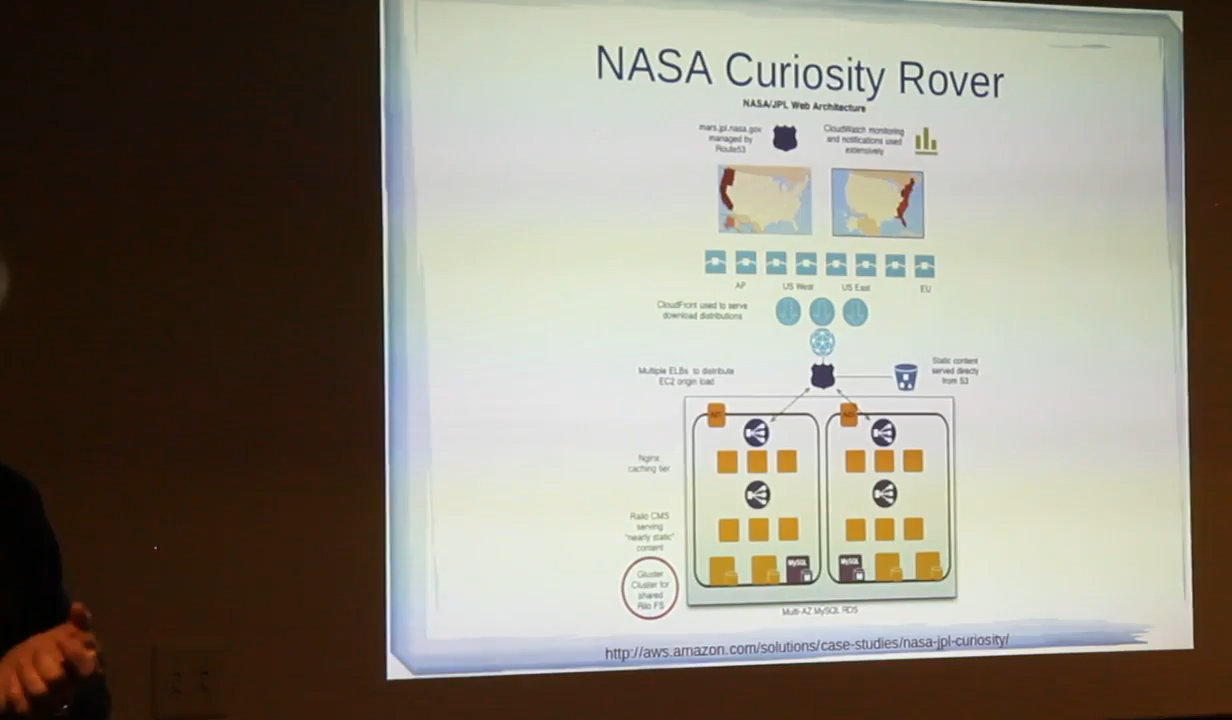 NASA Curiosity Rover
NASA/JPL Web Architecture
mars.jpl.nasa.gov
managed by
Route53
CloudWatch monitoring
and notifications used
extensively
AP
US West
US East
EU
CloudFront used to serve
download distributions
Multiple ELBs to distribute
EC2 origin load
Static content
served directly
from S3
Nginx
caching tier
Railo CMS
serving
"nearly static"
content
MySQL
MySQL
Gluster
Cluster for
shared
Rilo FS
Multi-AZ MySQL RDS
http://aws.amazon.com/solutions/case-studies/nasa-jpl-curiosity/